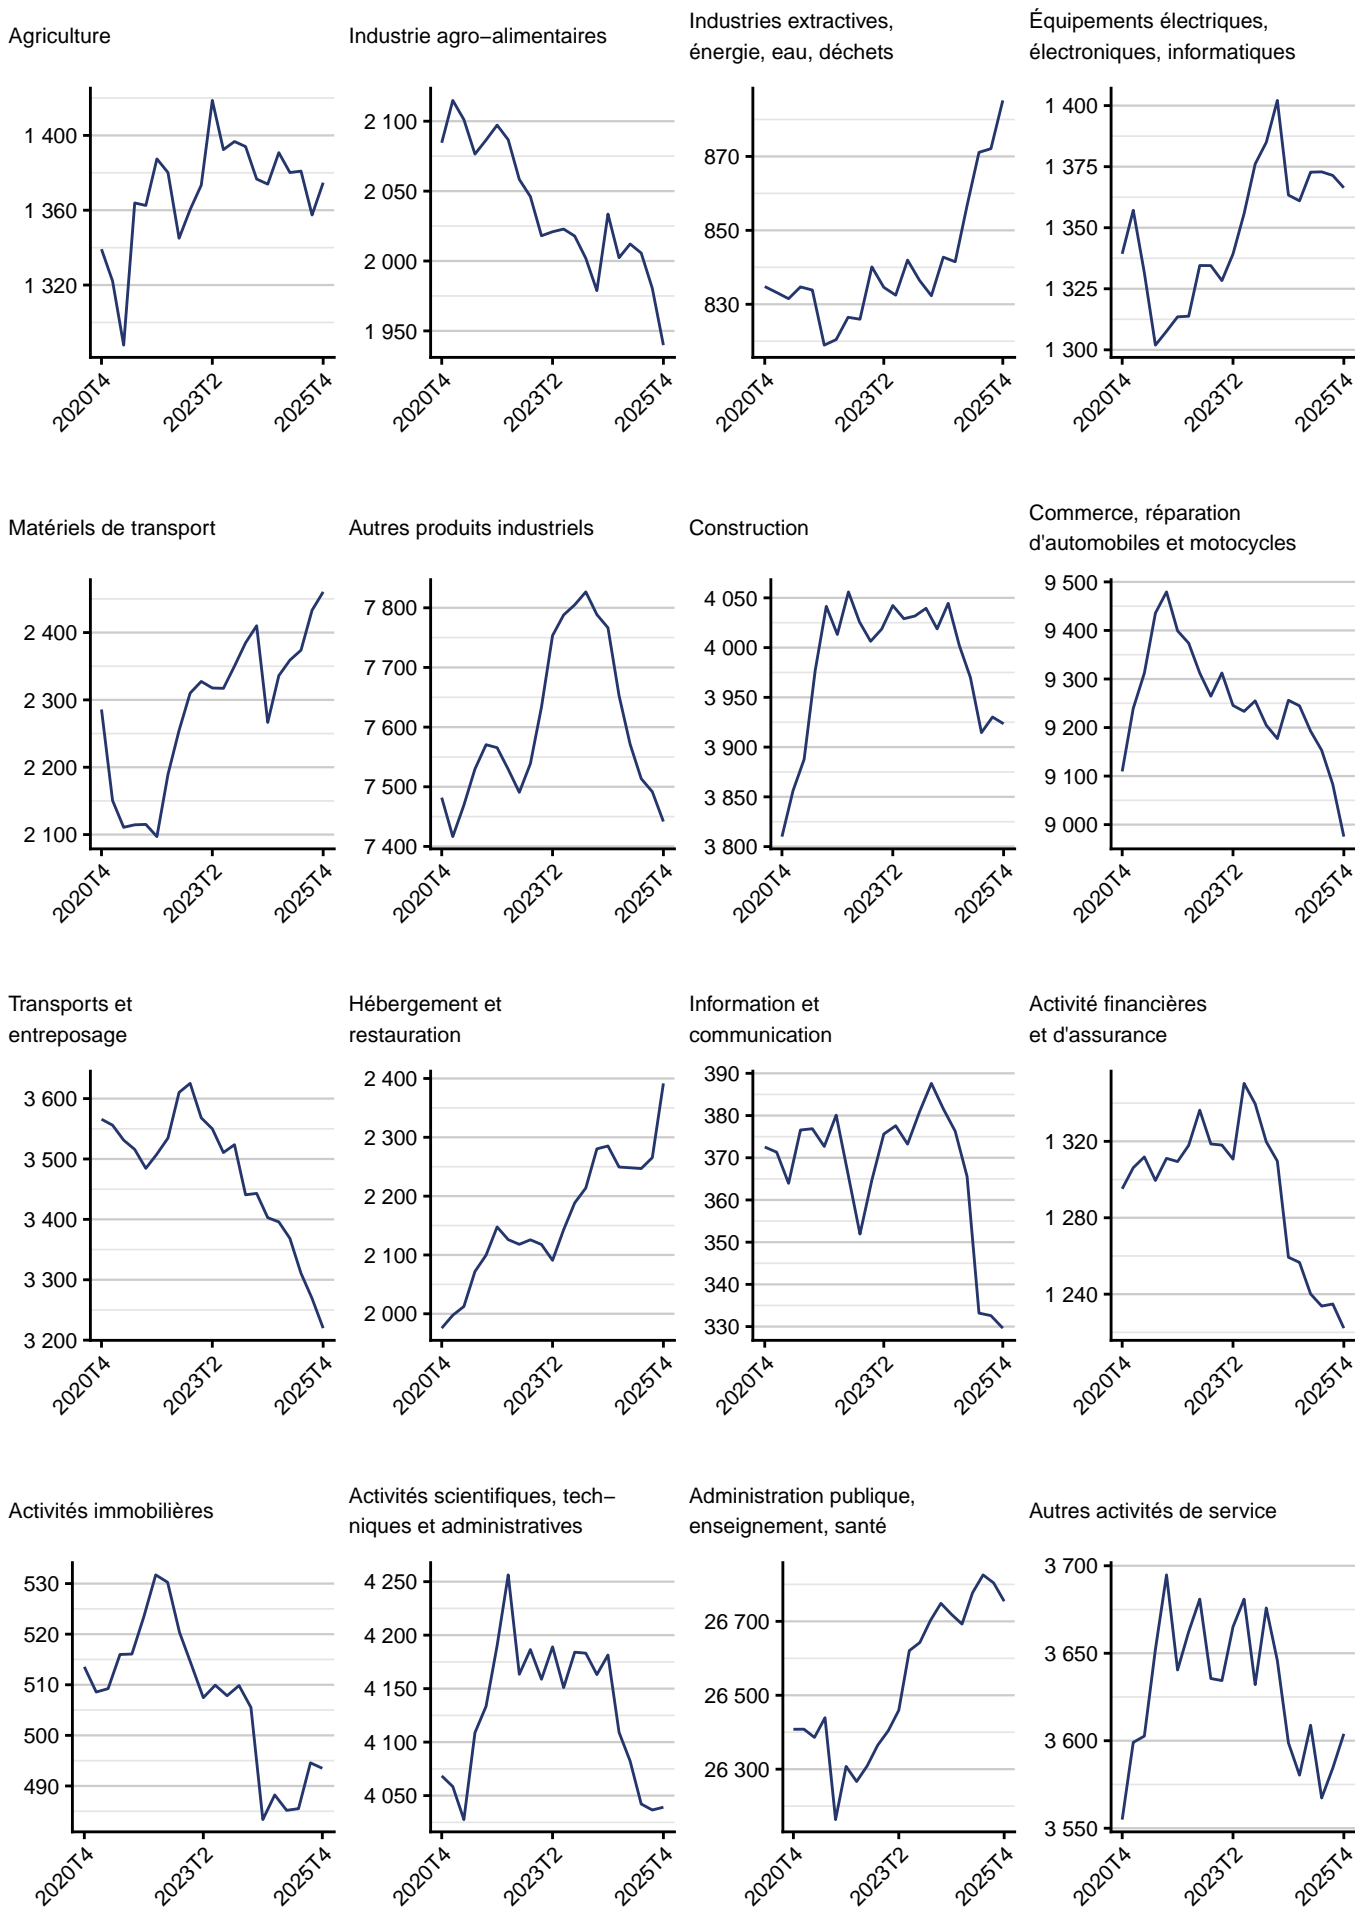 Agriculture
1 400
1 360
1 320
2020T4
2023T2
2025T4
Industrie agro−alimentaires
2 100
2 050
2 000
1 950
2020T4
2023T2
2025T4
Industries extractives,
énergie, eau, déchets
870
850
830
2020T4
2023T2
2025T4
Équipements électriques,
électroniques, informatiques
1 400
1 375
1 350
1 325
1 300
2020T4
2023T2
2025T4
Matériels de transport
2 400
2 300
2 200
2 100
2020T4
2023T2
2025T4
Autres produits industriels
7 800
7 700
7 600
7 500
7 400
2020T4
2023T2
2025T4
Construction
4 050
4 000
3 950
3 900
3 850
3 800
2020T4
2023T2
2025T4
Commerce, réparation
d'automobiles et motocycles
9 500
9 400
9 300
9 200
9 100
9 000
2020T4
2023T2
2025T4
Transports et
entreposage
3 600
3 500
3 400
3 300
3 200
2020T4
2023T2
2025T4
Hébergement et
restauration
2 400
2 300
2 200
2 100
2 000
2020T4
2023T2
2025T4
Information et
communication
390
380
370
360
350
340
330
2020T4
2023T2
2025T4
Activité financières
et d'assurance
1 320
1 280
1 240
2020T4
2023T2
2025T4
Activités immobilières
530
520
510
500
490
2020T4
2023T2
2025T4
Activités scientifiques, tech−
niques et administratives
4 250
4 200
4 150
4 100
4 050
2020T4
2023T2
2025T4
Administration publique,
enseignement, santé
26 700
26 500
26 300
2020T4
2023T2
2025T4
Autres activités de service
3 700
3 650
3 600
3 550
2020T4
2023T2
2025T4